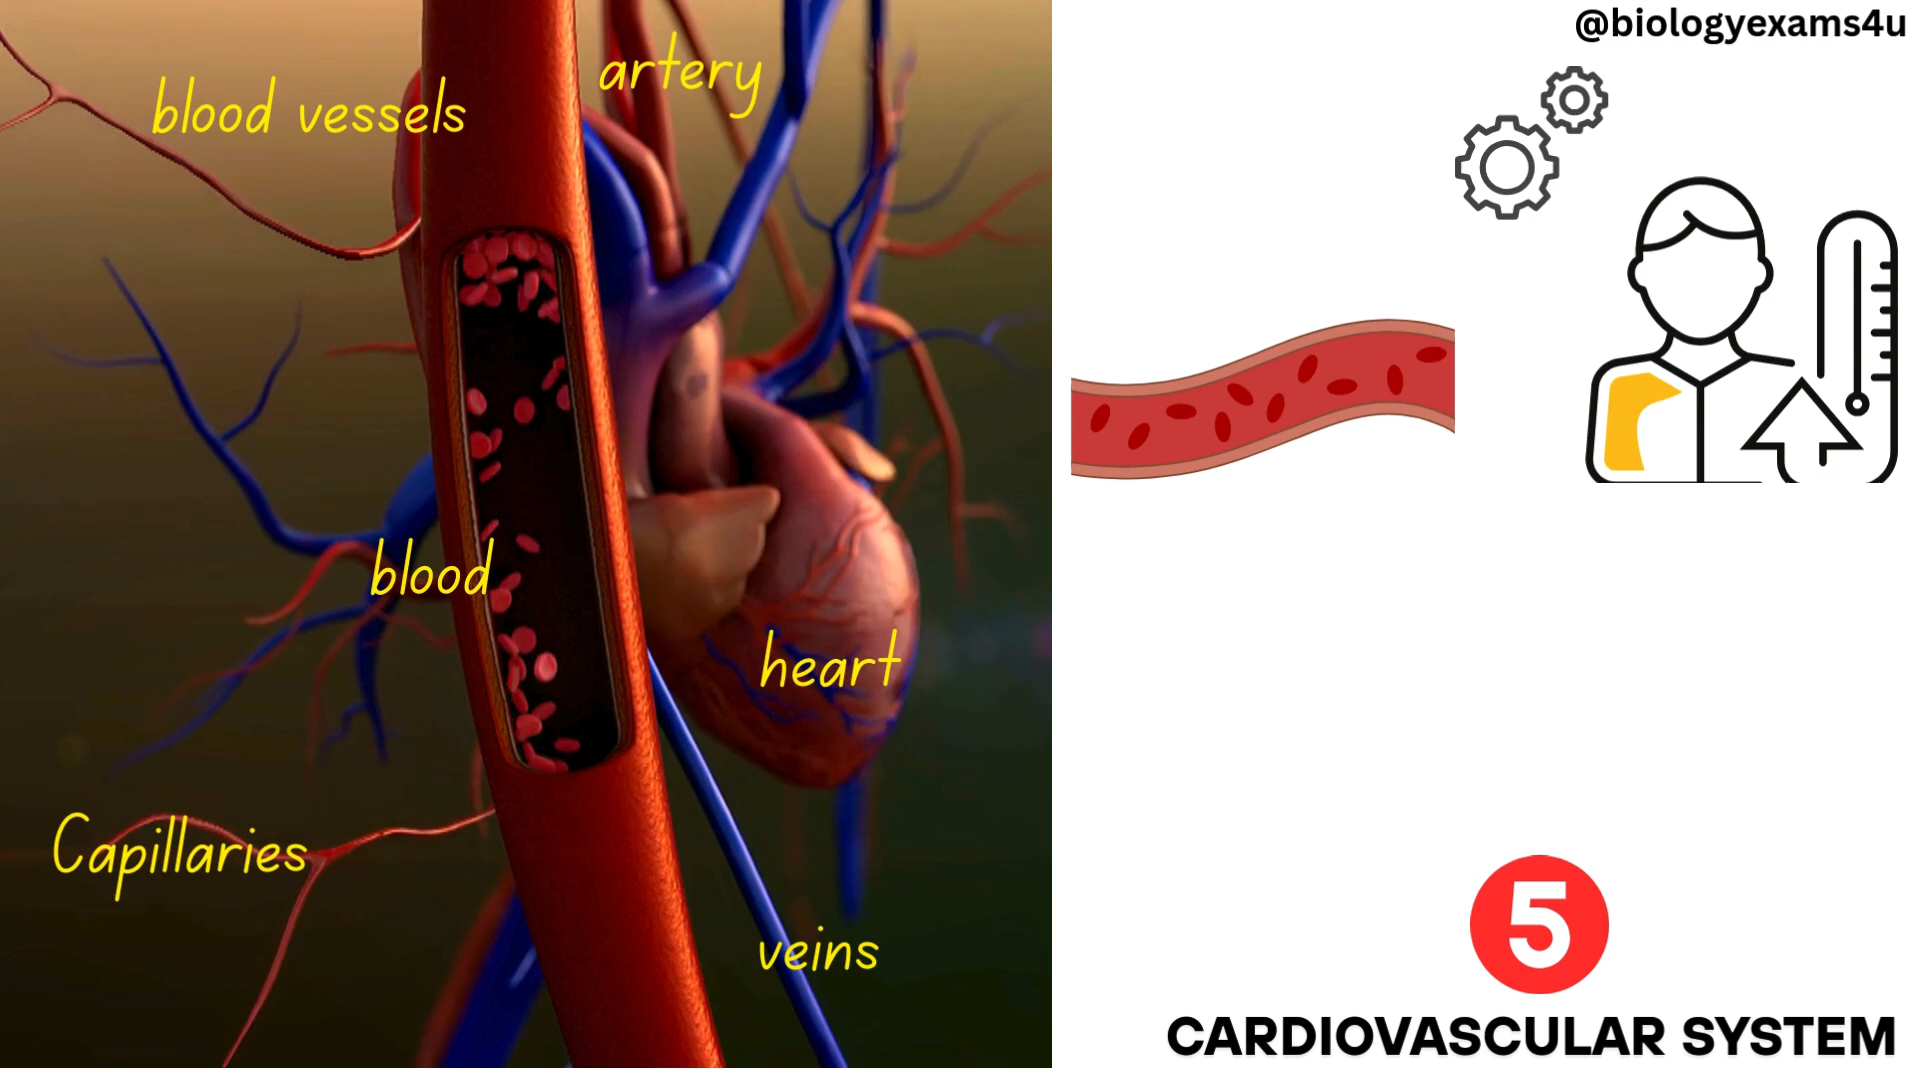 @biologyexams4u
blood vessels
artery
blood
heart
Capillaries
veins
5
CARDIOVASCULAR SYSTEM